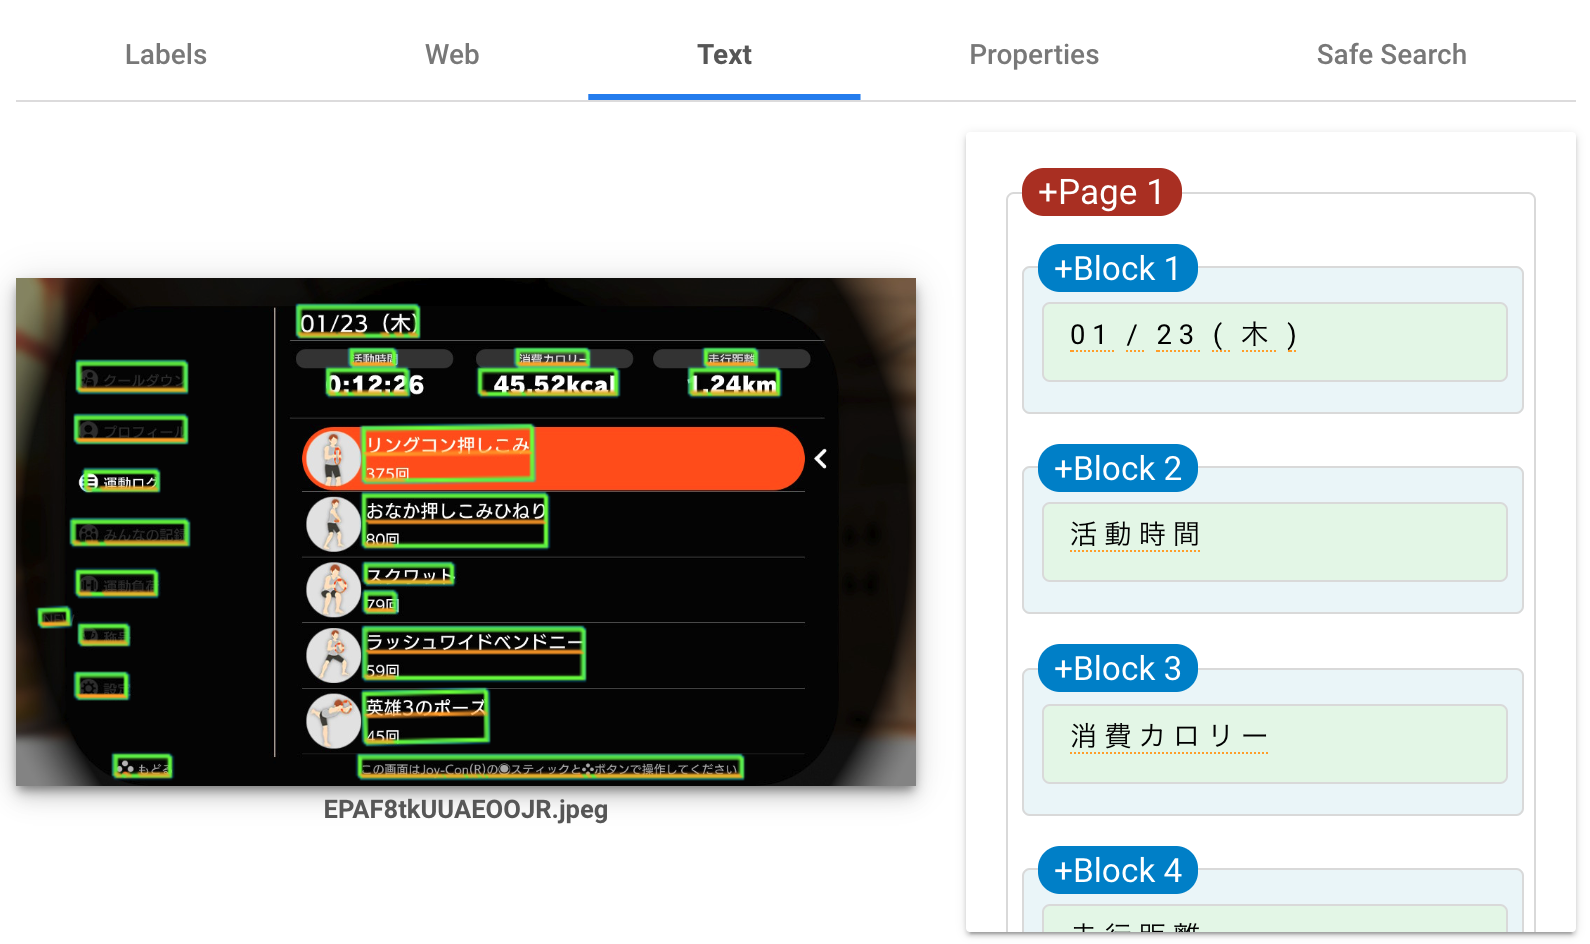 Labels
Web
Text
Properties
Safe Search
01/23 (木)
活動時間
消費カロリー
走行距離
0:12:26
45.52kcal
1.24km
クールダウン
プロフィール
運動ログ
みんなの記録
運動負荷
設定
もどる
リングコン押しこみ
375回
おなか押しこみひねり
80回
スクワット
79回
ラッシュワイドベンドニー
59回
英雄3のポーズ
45回
この画面はJoy-Con(R)の◉スティックと✣ボタンで操作してください
EPAF8tkUUAEOOJR.jpeg
+Page 1
+Block 1
01 / 23 ( 木 )
+Block 2
活動時間
+Block 3
消費カロリー
+Block 4
走行距離